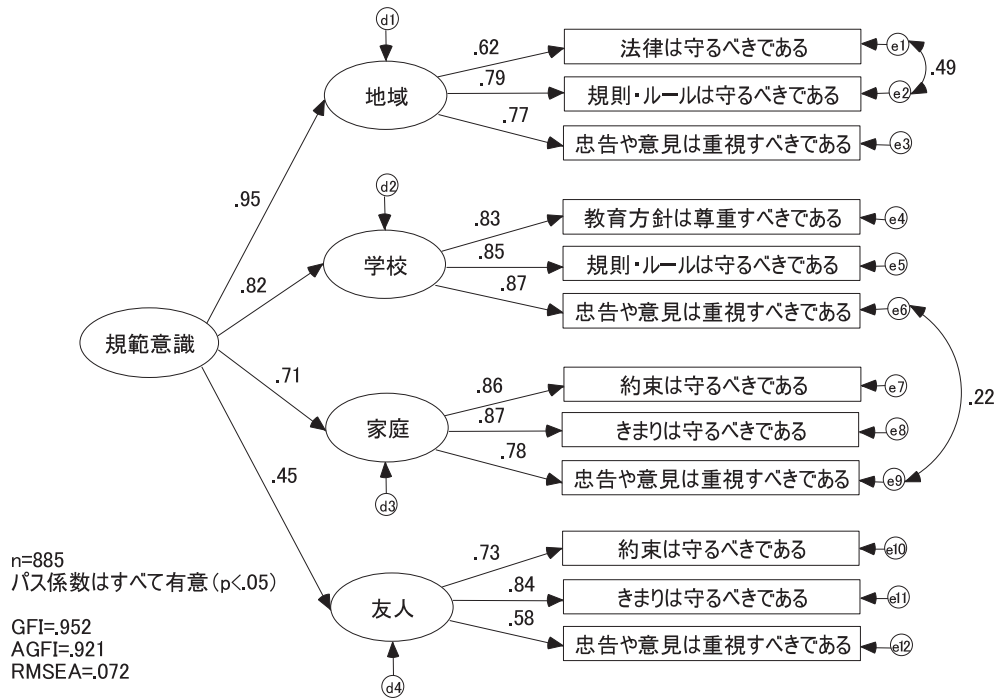 d1
.62
法律は守るべきである
e1
地域
.79
規則・ルールは守るべきである
e2
.49
.77
忠告や意見は重視すべきである
e3
.95
d2
.83
教育方針は尊重すべきである
e4
学校
.85
規則・ルールは守るべきである
e5
.82
.87
忠告や意見は重視すべきである
e6
規範意識
.71
.86
約束は守るべきである
e7
.22
家庭
.87
きまりは守るべきである
e8
.78
忠告や意見は重視すべきである
e9
.45
d3
.73
約束は守るべきである
e10
友人
.84
きまりは守るべきである
e11
.58
忠告や意見は重視すべきである
e12
d4
n=885
パス係数はすべて有意(p<.05)
GFI=.952
AGFI=.921
RMSEA=.072